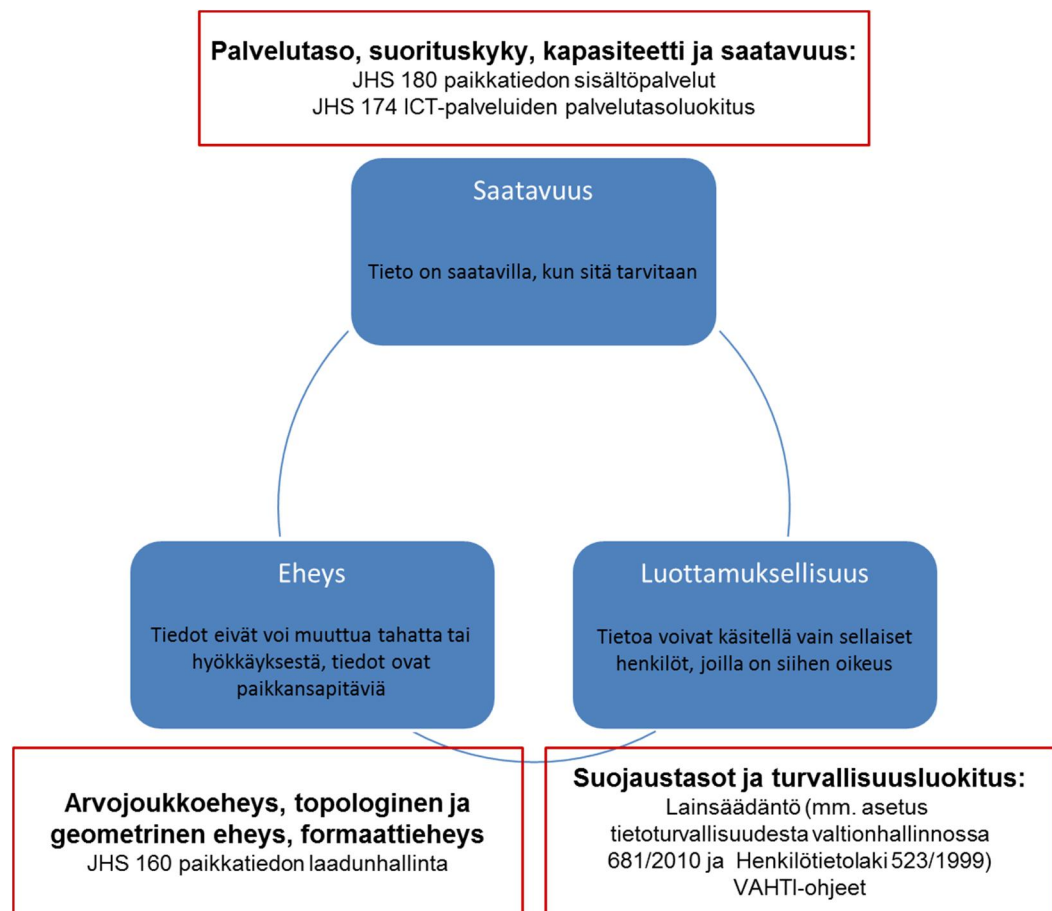 Palvelutaso, suorituskyky, kapasiteetti ja saatavuus:
JHS 180 paikkatiedon sisältöpalvelut
JHS 174 ICT-palveluiden palvelutasoluokitus
Saatavuus
Tieto on saatavilla, kun sitä tarvitaan
Eheys
Tiedot eivät voi muuttua tahatta tai
hyökkäyksestä, tiedot ovat
paikkansapitäviä
Luottamuksellisuus
Tietoa voivat käsitellä vain sellaiset
henkilöt, joilla on siihen oikeus
Arvojoukkoeheys, topologinen ja
geometrinen eheys, formaattieheys
JHS 160 paikkatiedon laadunhallinta
Suojaustasot ja turvallisuusluokitus:
Lainsäädäntö (mm. asetus
tietoturvallisuudesta valtionhallinnossa
681/2010 ja Henkilötietolaki 523/1999)
VAHTI-ohjeet